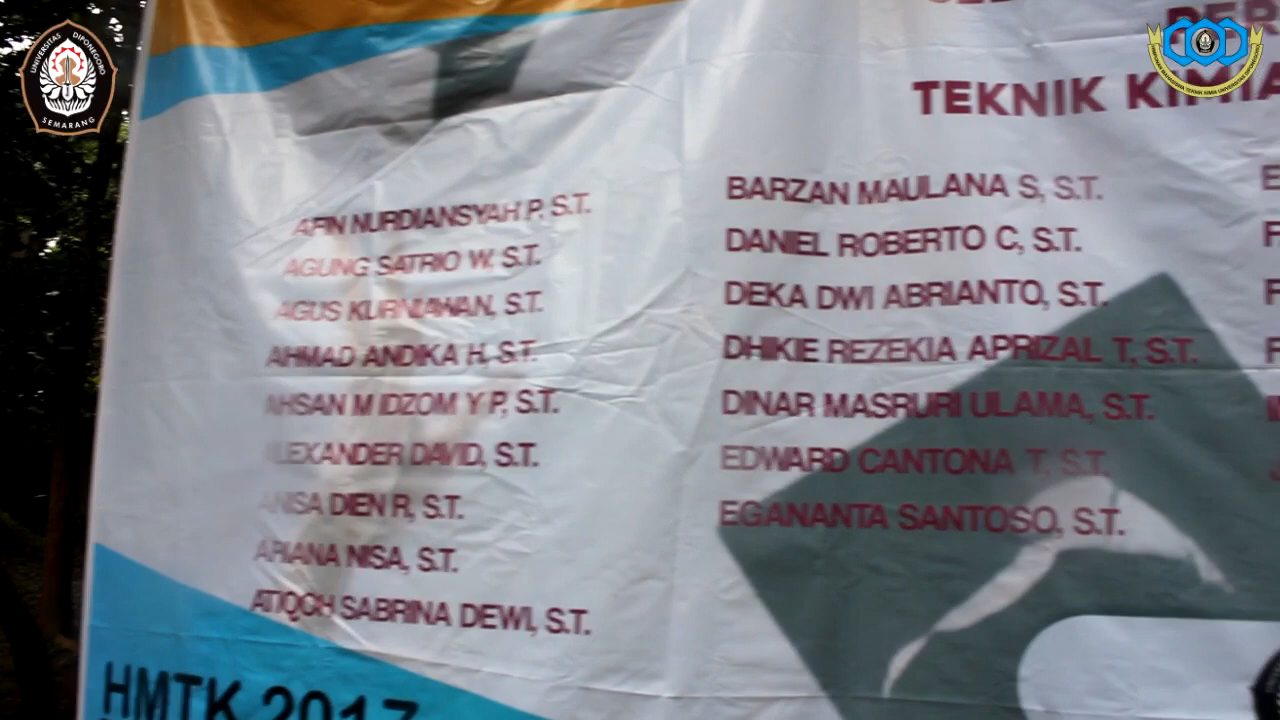 UNIVERSITAS DIPONEGORO
SEMARANG
TEKNIK KIMIA
AFIN NURDIANSYAH P, S.T.
AGUNG SATRIO W, S.T.
AGUS KURNIAWAN, S.T.
AHMAD ANDIKA H, S.T.
AHSAN M IDZOM Y P, S.T.
ALEXANDER DAVID, S.T.
ANISA DIEN R, S.T.
ARIANA NISA, S.T.
ATIQOH SABRINA DEWI, S.T.
BARZAN MAULANA S, S.T.
DANIEL ROBERTO C, S.T.
DEKA DWI ABRIANTO, S.T.
DHIKIE REZEKIA APRIZAL T, S.T.
DINAR MASRURI ULAMA, S.T.
EDWARD CANTONA T, S.T.
EGANANTA SANTOSO, S.T.
HMTK 2017